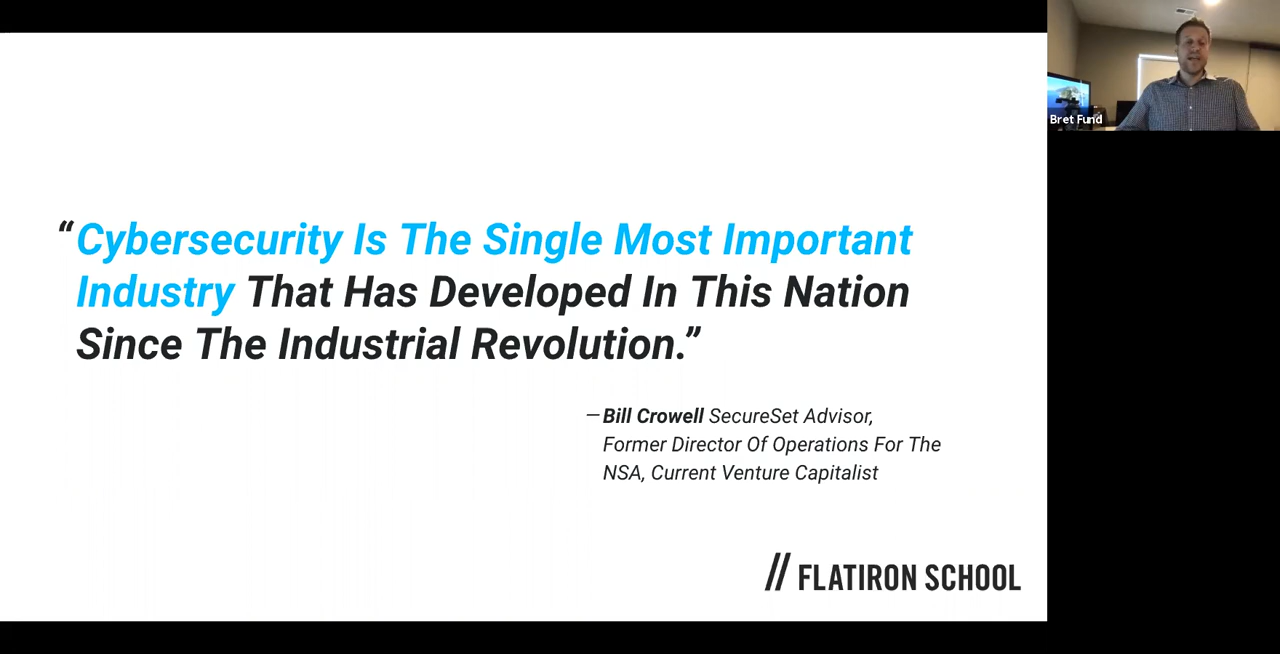 “Cybersecurity Is The Single Most Important
Industry That Has Developed In This Nation
Since The Industrial Revolution.”
—Bill Crowell SecureSet Advisor,
Former Director Of Operations For The
NSA, Current Venture Capitalist
// FLATIRON SCHOOL
Bret Fund